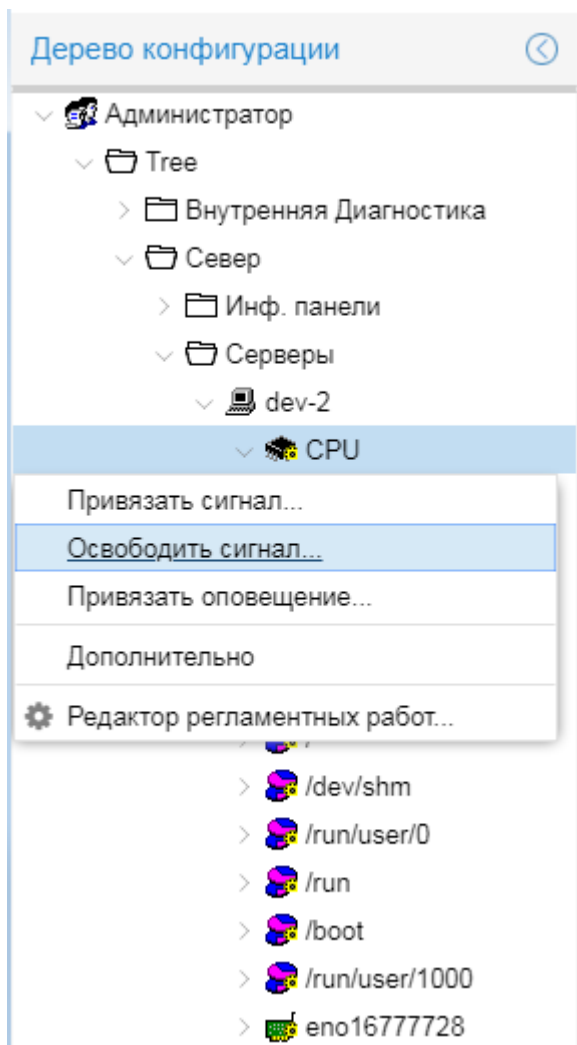 Дерево конфигурации
Администратор
Tree
Внутренняя Диагностика
Север
Инф. панели
Серверы
dev-2
CPU
Привязать сигнал...
Освободить сигнал...
Привязать оповещение...
Дополнительно
Редактор регламентных работ...
/
/dev/shm
/run/user/0
/run
/boot
/run/user/1000
eno16777728